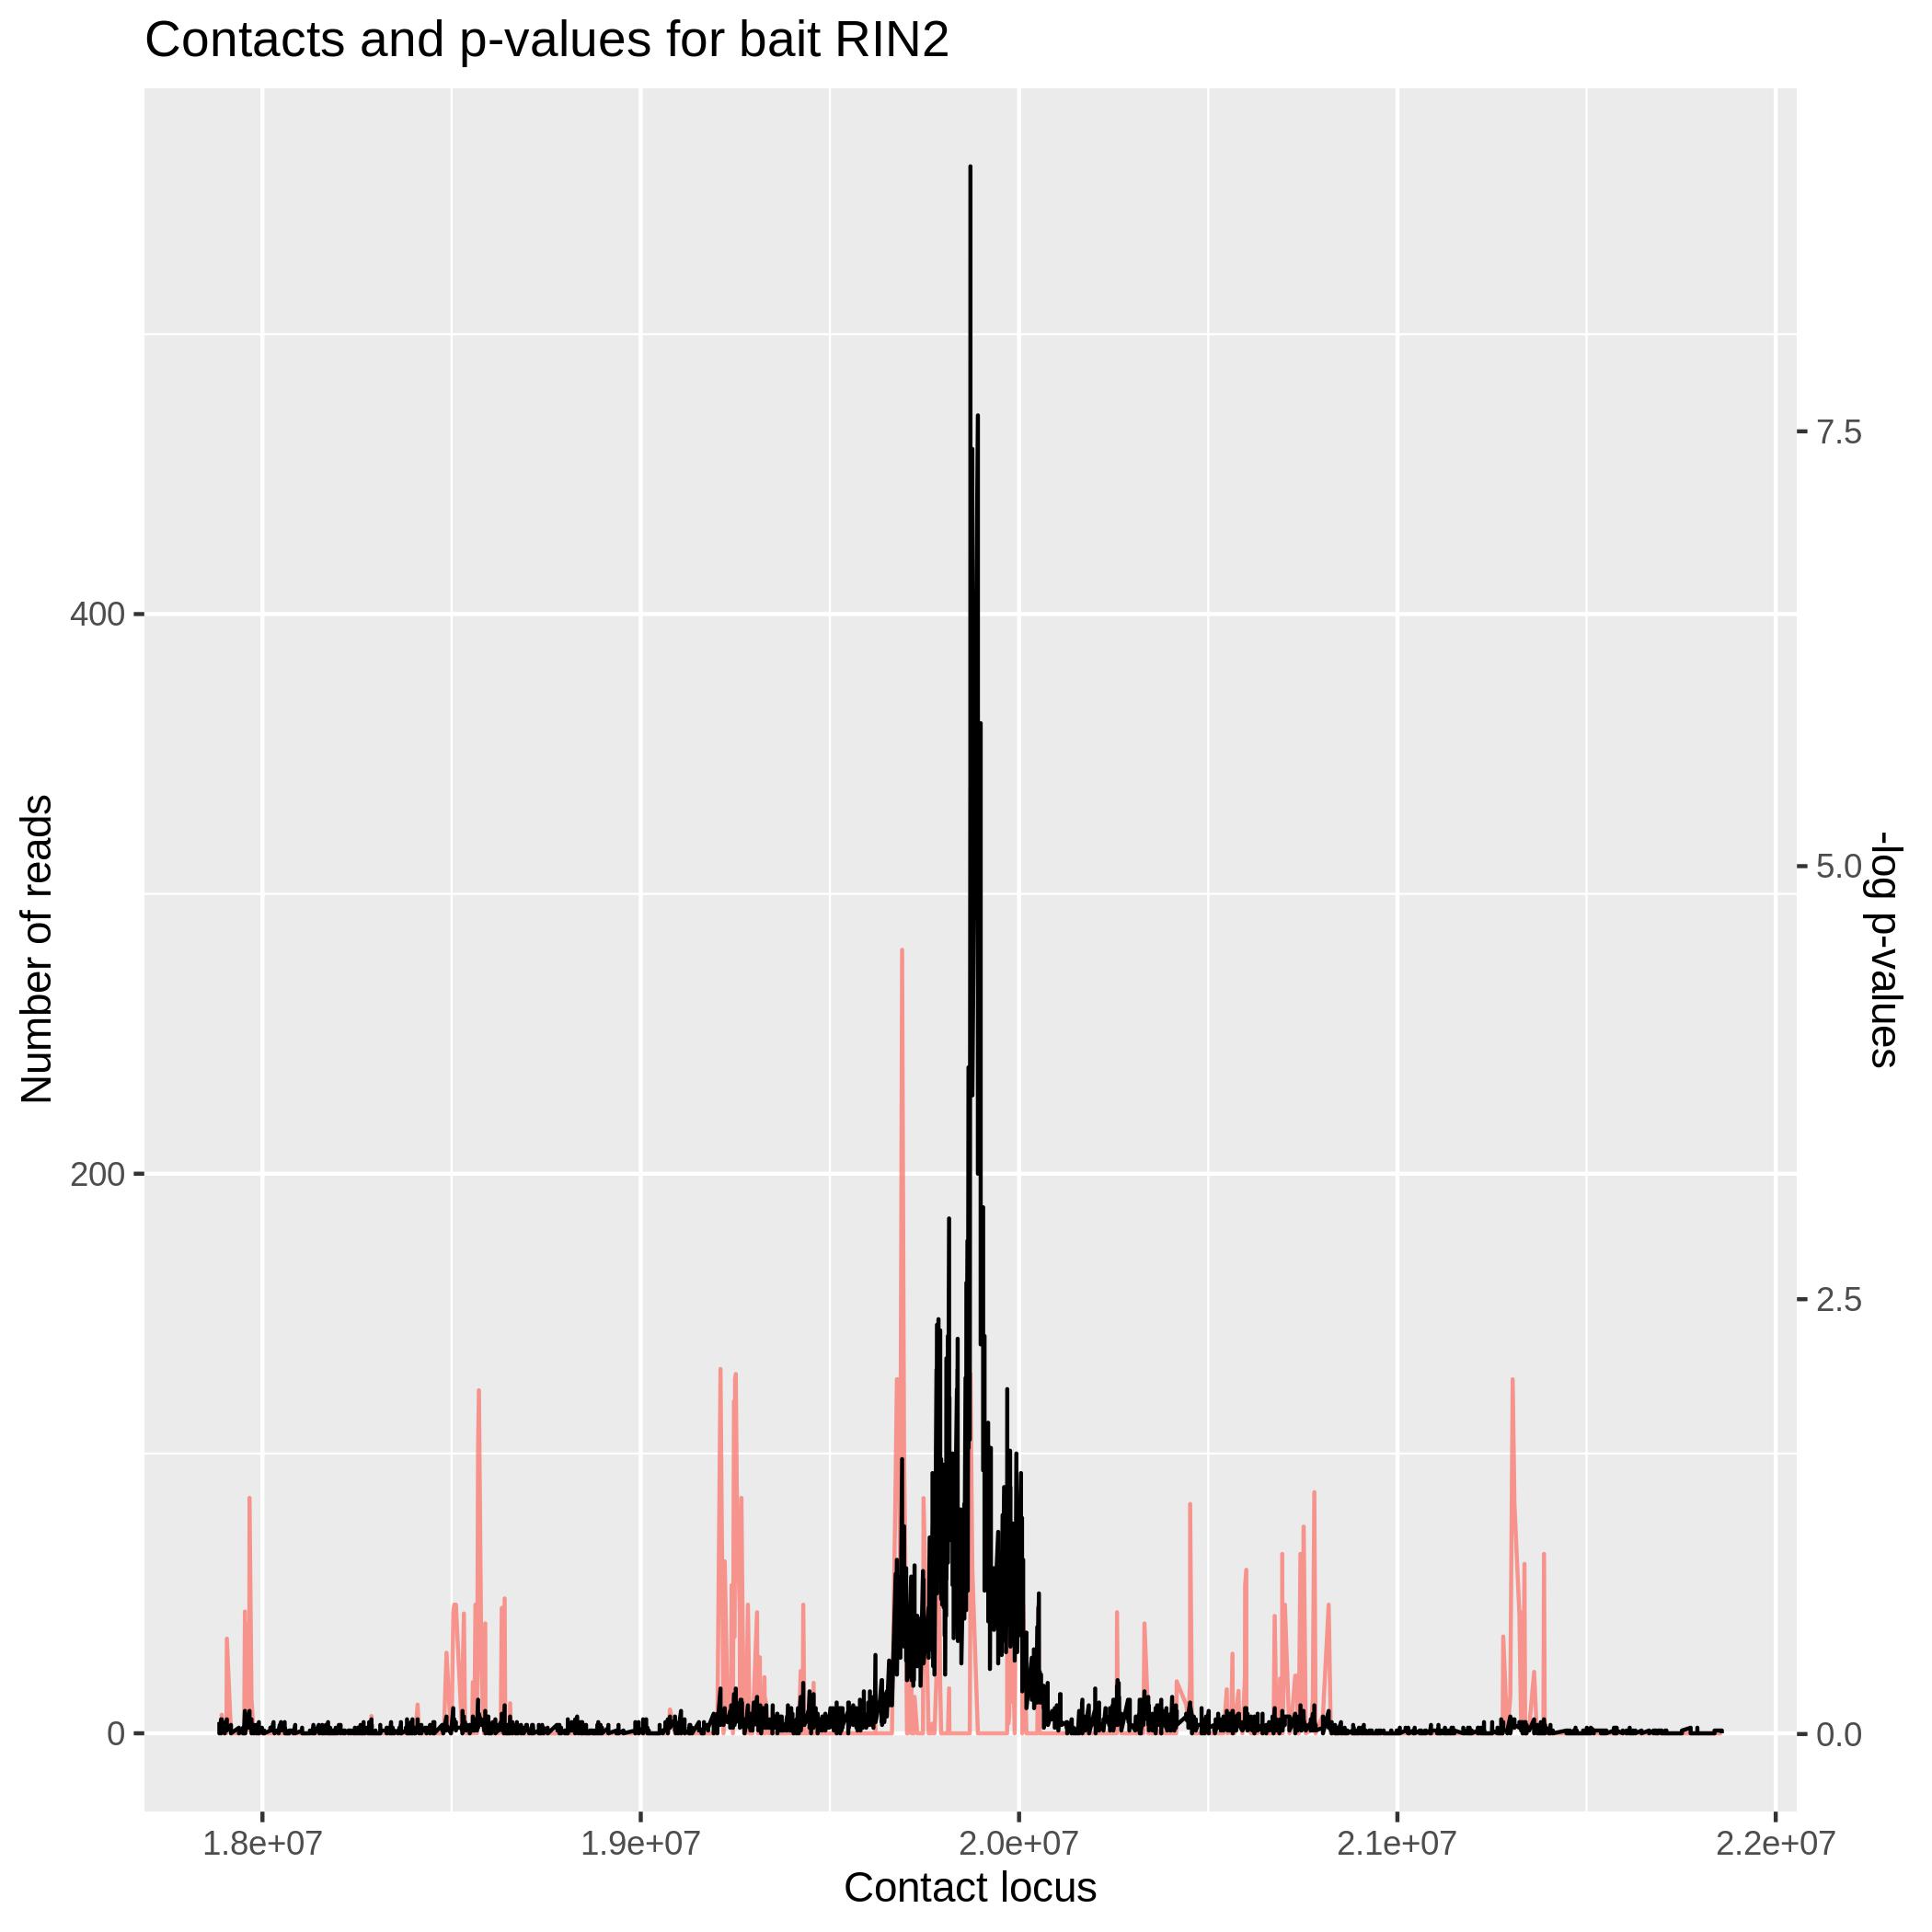 Contacts and p-values for bait RIN2
Number of reads
400
200
0
7.5
5.0
2.5
0.0
-log p-values
1.8e+07
1.9e+07
2.0e+07
2.1e+07
2.2e+07
Contact locus